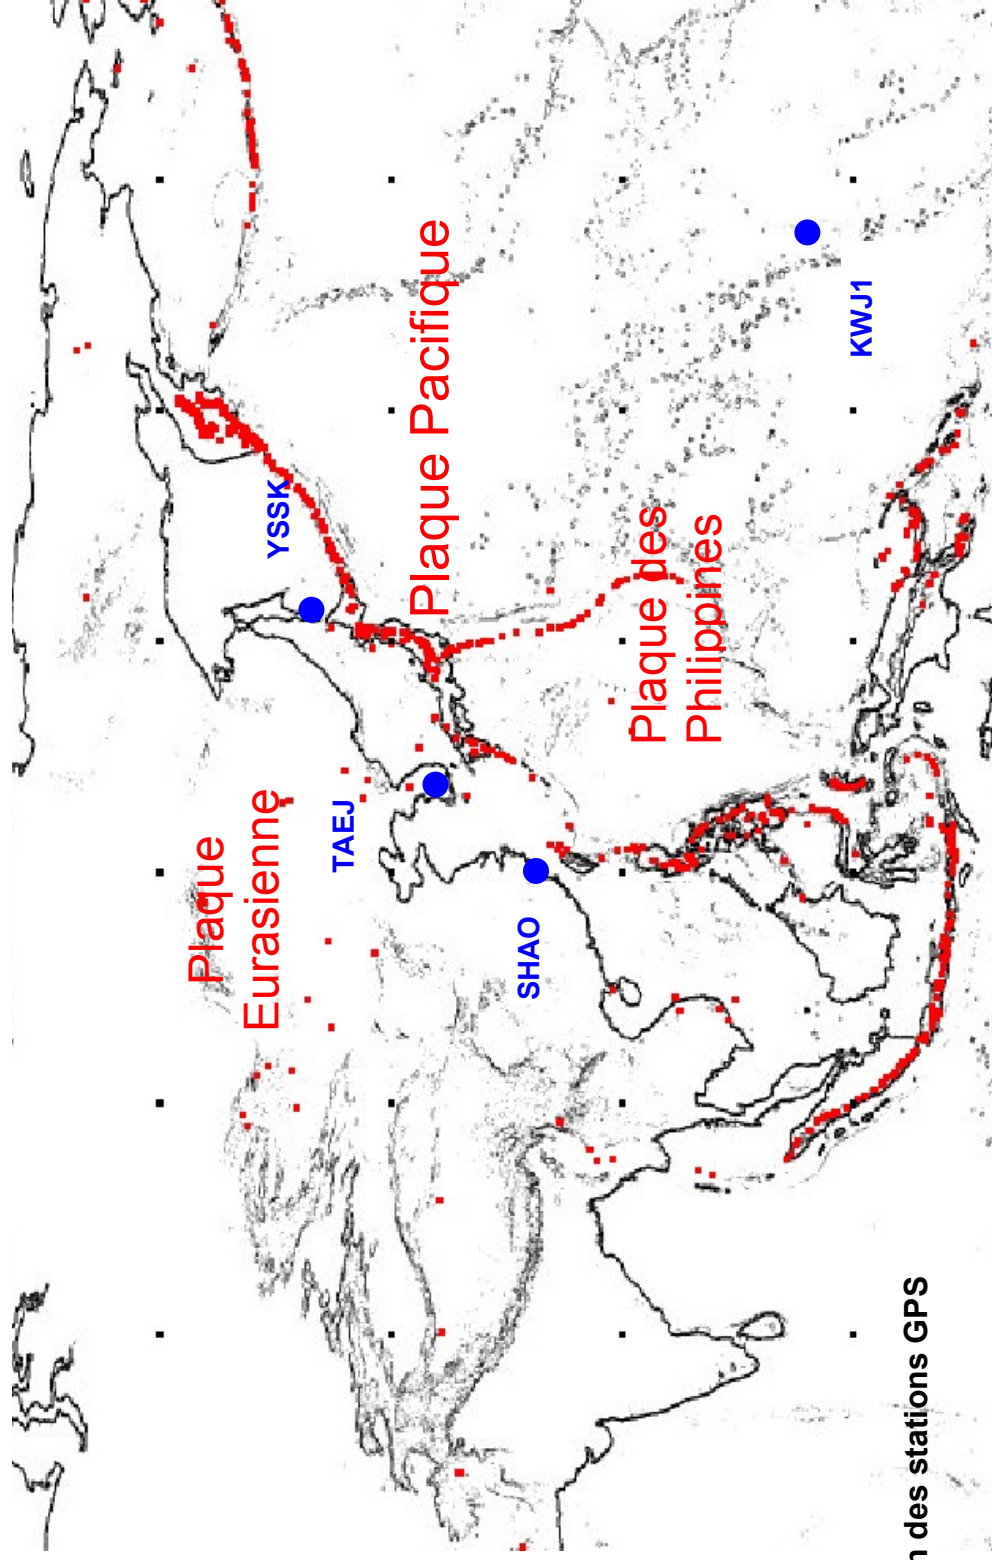 Plaque
Eurasienne
YSSK
TAEJ
SHAO
Plaque Pacifique
Plaque des
Philippines
KWJ1
des stations GPS